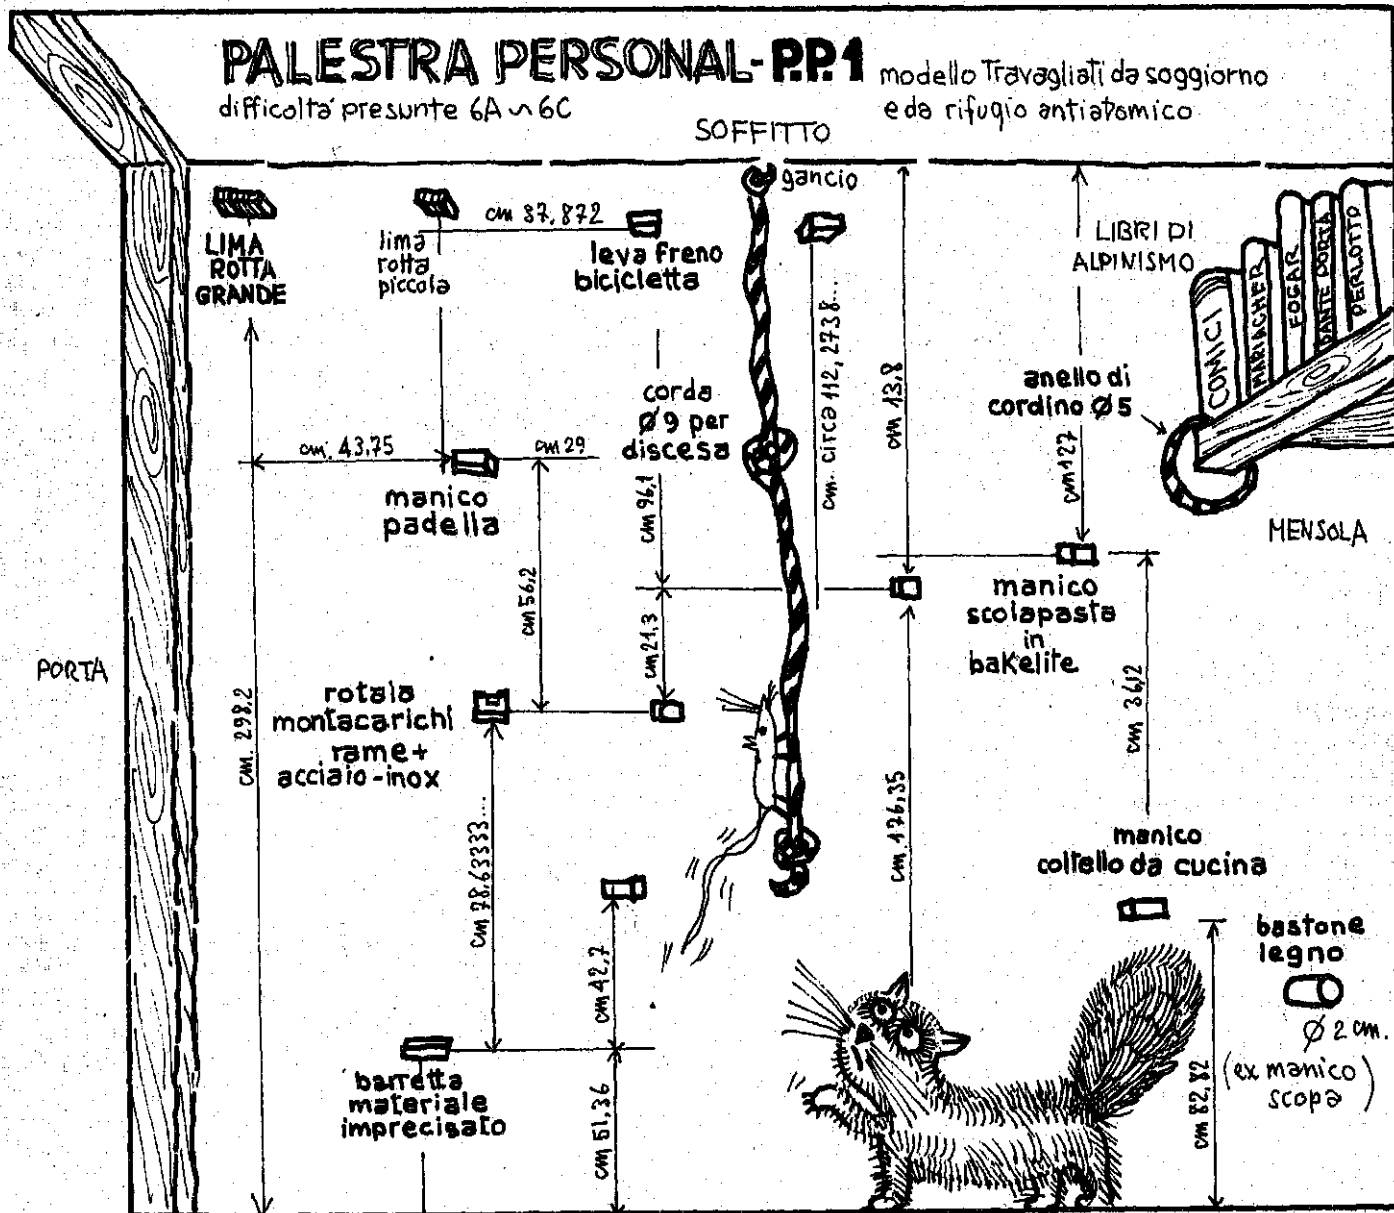 PALESTRA PERSONAL-P.P.1
modello Travagliati da soggiorno
e da rifugio antiatomico
difficoltà presunte 6A ~ 6C
SOFFITTO
gancio
LIMA
ROTTA
GRANDE
lima
rotta
piccola
cm 87,872
leva freno
bicicletta
LIBRI DI
ALPINISMO
COMICI
MARIACHER
FOGAR
DANTE PORTA
PERLOTTO
cm. circa 112,2738...
cm 13,8
cm 127
anello di
cordino Ø 5
corda
Ø 9 per
discesa
cm. 43,75
cm 29
manico
padella
cm 96,1
cm 56,2
cm 21,3
MENSOLA
manico
scolapasta
in
bakelite
PORTA
cm. 298,2
rotaia
montacarichi
rame+
acciaio-inox
M
cm 3612
cm 176,35
cm 78,63333...
manico
coltello da cucina
cm 42,7
bastone
legno
Ø 2 cm.
(ex manico
scopa)
cm 82,82
barretta
materiale
imprecisato
cm 51,36